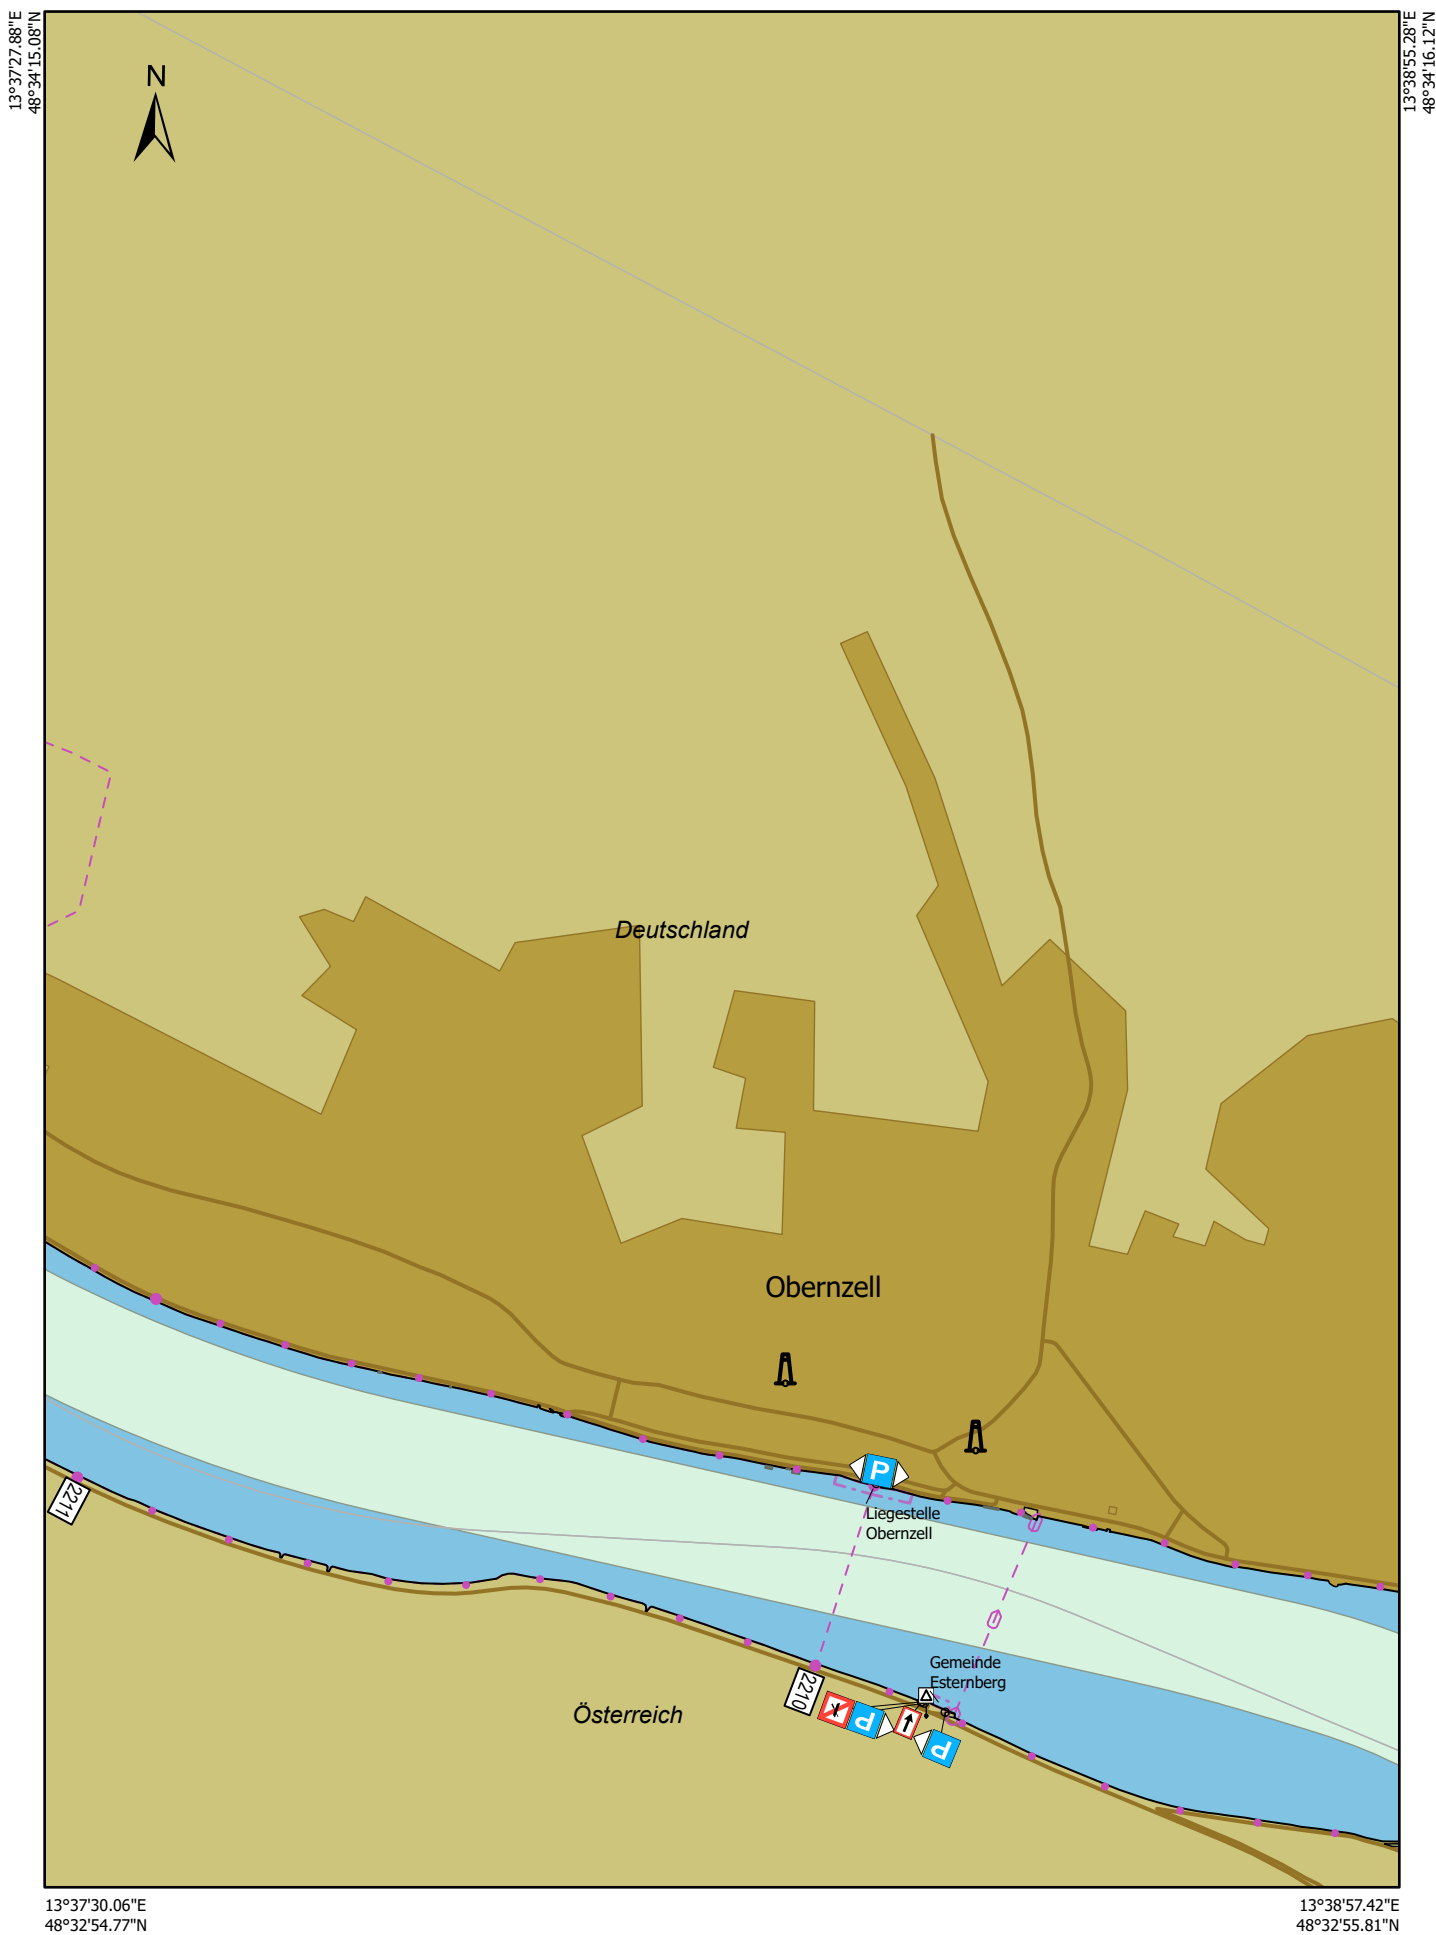 13°37'27.88"E
48°34'15.08"N
13°38'55.28"E
48°34'16.12"N
N
Deutschland
Obernzell
P
Liegestelle
Obernzell
2211
Gemeinde
Esternberg
2210
P
P
Österreich
13°37'30.06"E
48°32'54.77"N
13°38'57.42"E
48°32'55.81"N